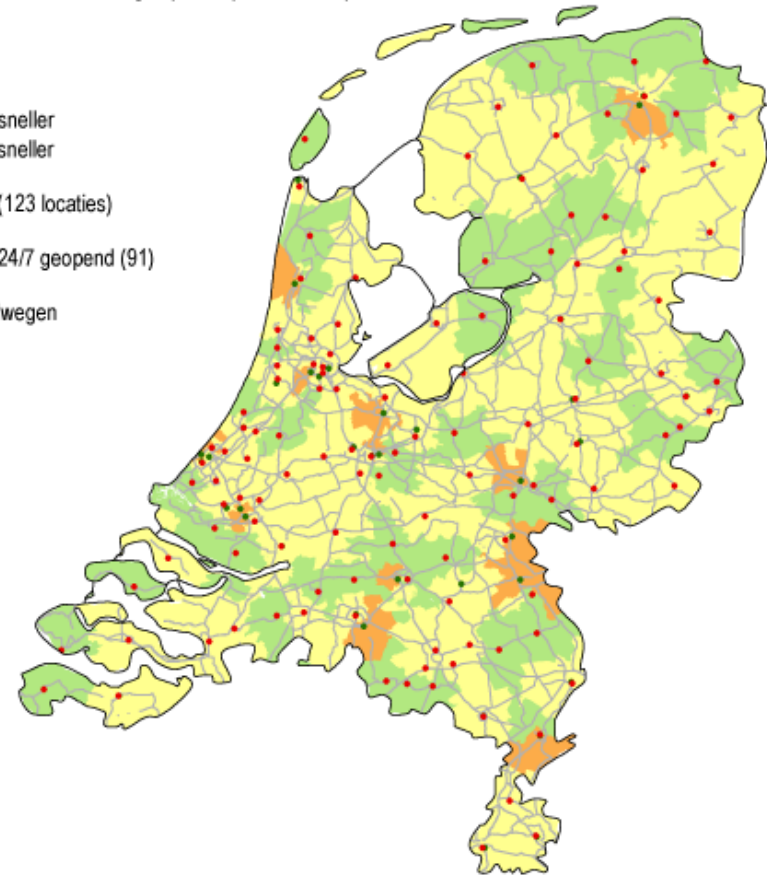 sneller
sneller
(123 locaties)
24/7 geopend (91)
wegen